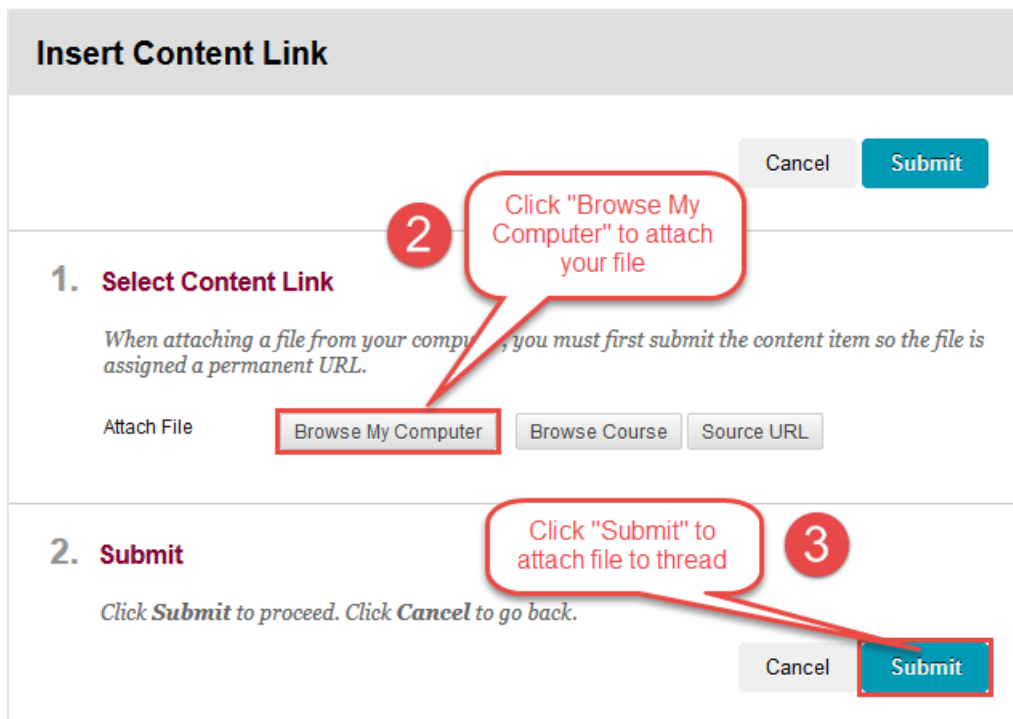 Insert Content Link
Cancel
Submit
2
Click "Browse My
Computer" to attach
your file
1. Select Content Link
When attaching a file from your compu , you must first submit the content item so the file is
assigned a permanent URL.
Attach File
Browse My Computer
Browse Course
Source URL
Click "Submit" to
attach file to thread
3
2. Submit
Click Submit to proceed. Click Cancel to go back.
Cancel
Submit